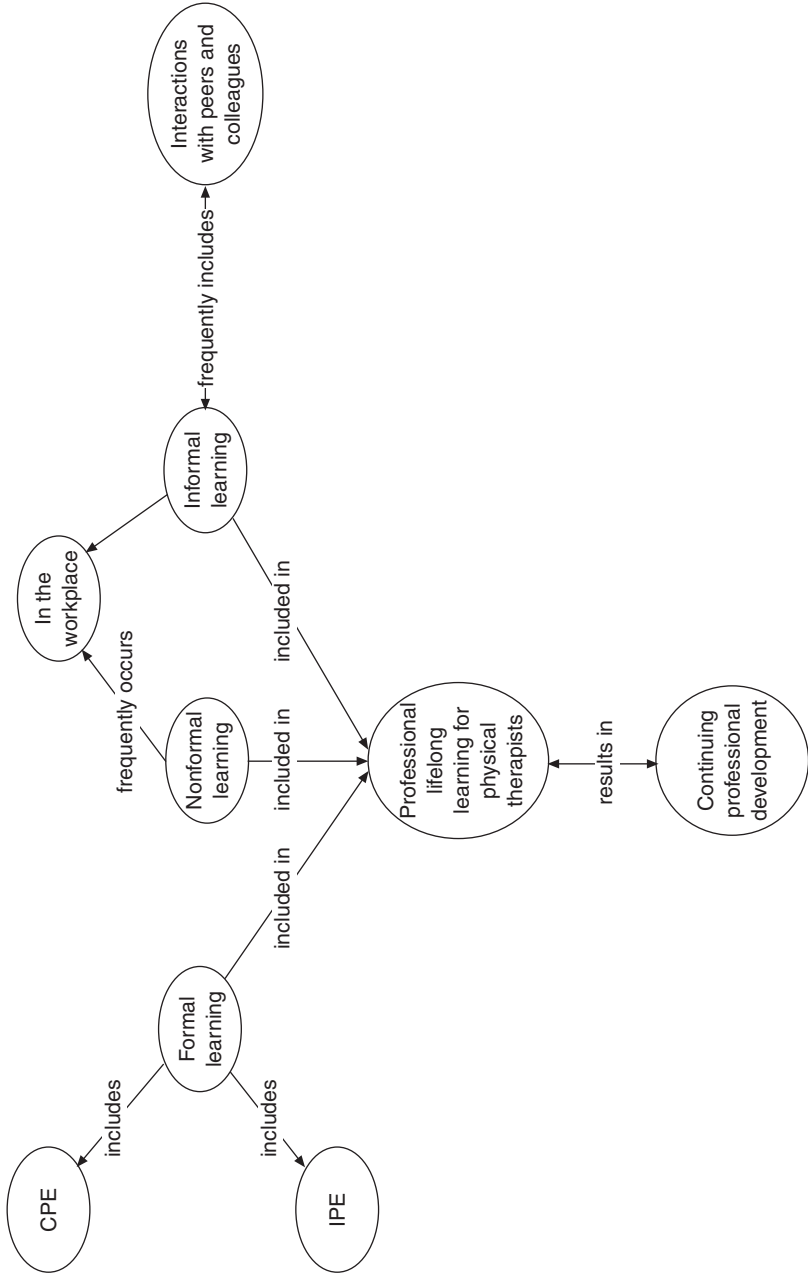 CPE
includes
IPE
includes
Formal
learning
included in
Nonformal
learning
included in
frequently occurs
In the
workplace
Informal
learning
included in
frequently includes
Interactions
with peers and
colleagues
Professional
lifelong
learning for
physical
therapists
results in
Continuing
professional
development